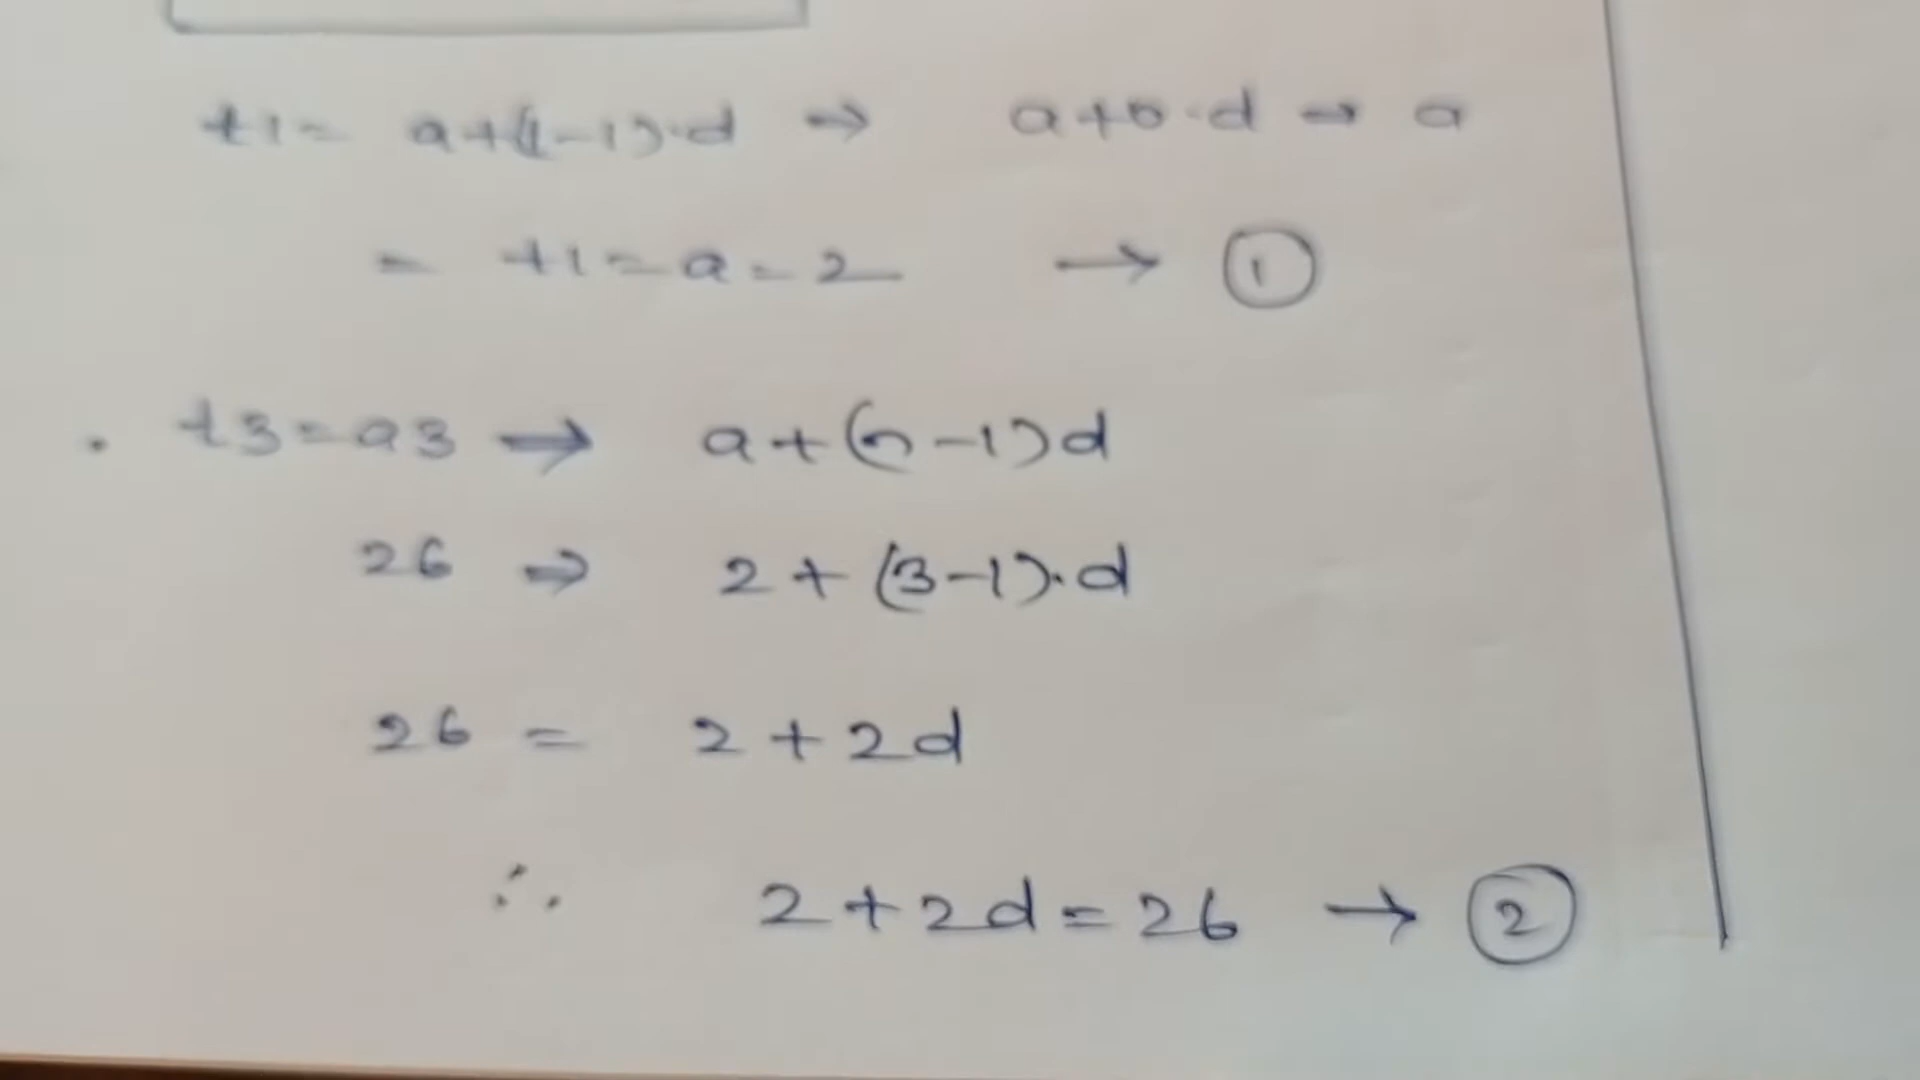 t1= a+(1-1)·d ⇒ a+0·d ⇒ a
= t1=a=2 → ①
. t3=a3 ⇒ a+(n-1)d
26 ⇒ 2+(3-1)·d
26 = 2+2d
∴ 2+2d=26 → ②